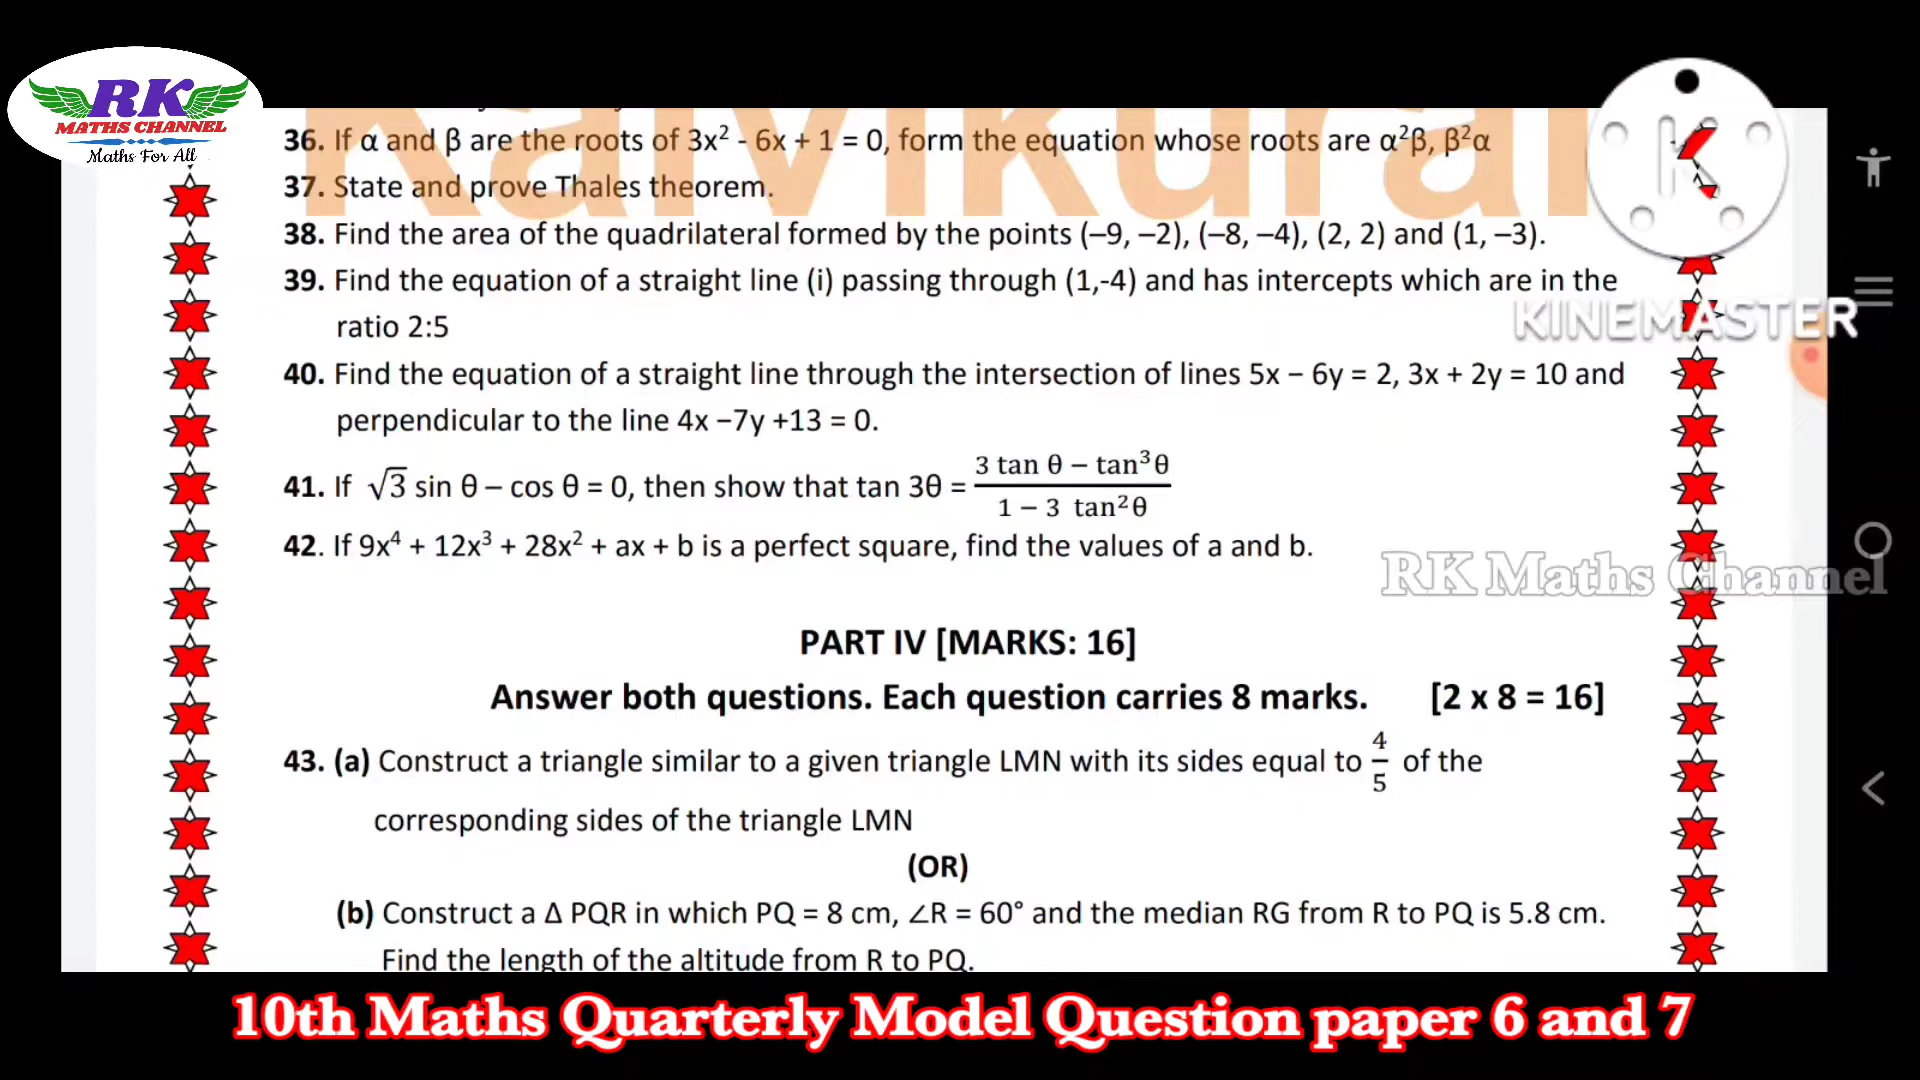 RK
MATHS CHANNEL
Maths For All
36. If α and β are the roots of 3x² - 6x + 1 = 0, form the equation whose roots are α²β, β²α
37. State and prove Thales theorem.
38. Find the area of the quadrilateral formed by the points (–9, –2), (–8, –4), (2, 2) and (1, –3).
39. Find the equation of a straight line (i) passing through (1,-4) and has intercepts which are in the
ratio 2:5
KINEMASTER
40. Find the equation of a straight line through the intersection of lines 5x − 6y = 2, 3x + 2y = 10 and
perpendicular to the line 4x −7y +13 = 0.
41. If √3 sin θ – cos θ = 0, then show that tan 3θ = (3 tan θ − tan³θ)/(1 − 3 tan²θ)
42. If 9x⁴ + 12x³ + 28x² + ax + b is a perfect square, find the values of a and b.
RK Maths Channel
PART IV [MARKS: 16]
Answer both questions. Each question carries 8 marks. [2 x 8 = 16]
43. (a) Construct a triangle similar to a given triangle LMN with its sides equal to 4/5 of the
corresponding sides of the triangle LMN
(OR)
(b) Construct a Δ PQR in which PQ = 8 cm, ∠R = 60° and the median RG from R to PQ is 5.8 cm.
Find the length of the altitude from R to PQ.
10th Maths Quarterly Model Question paper 6 and 7